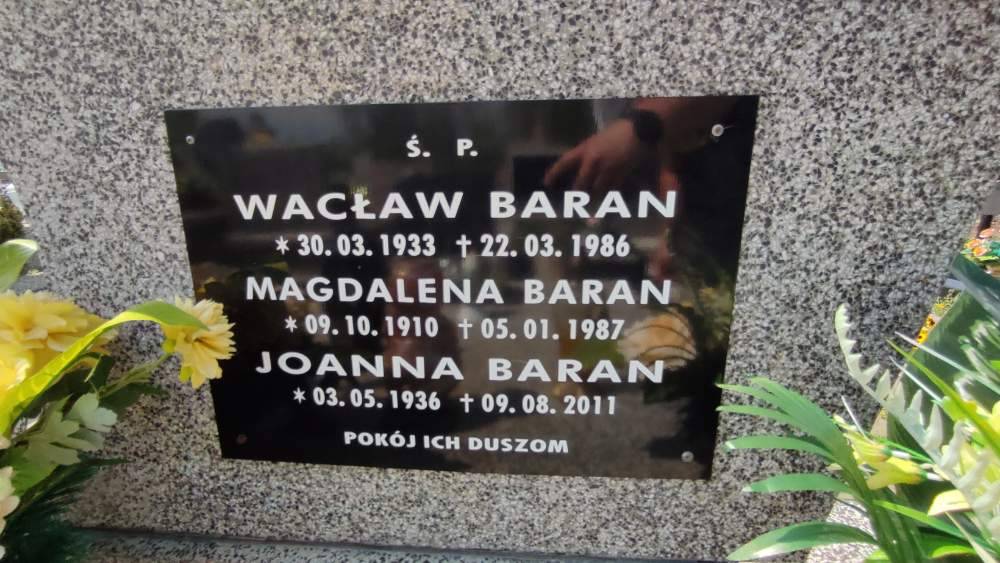 Ś. P.
WACŁAW BARAN
* 30. 03. 1933 † 22. 03. 1986
MAGDALENA BARAN
* 09. 10. 1910 † 05. 01. 1987
JOANNA BARAN
* 03. 05. 1936 † 09. 08. 2011
POKÓJ ICH DUSZOM